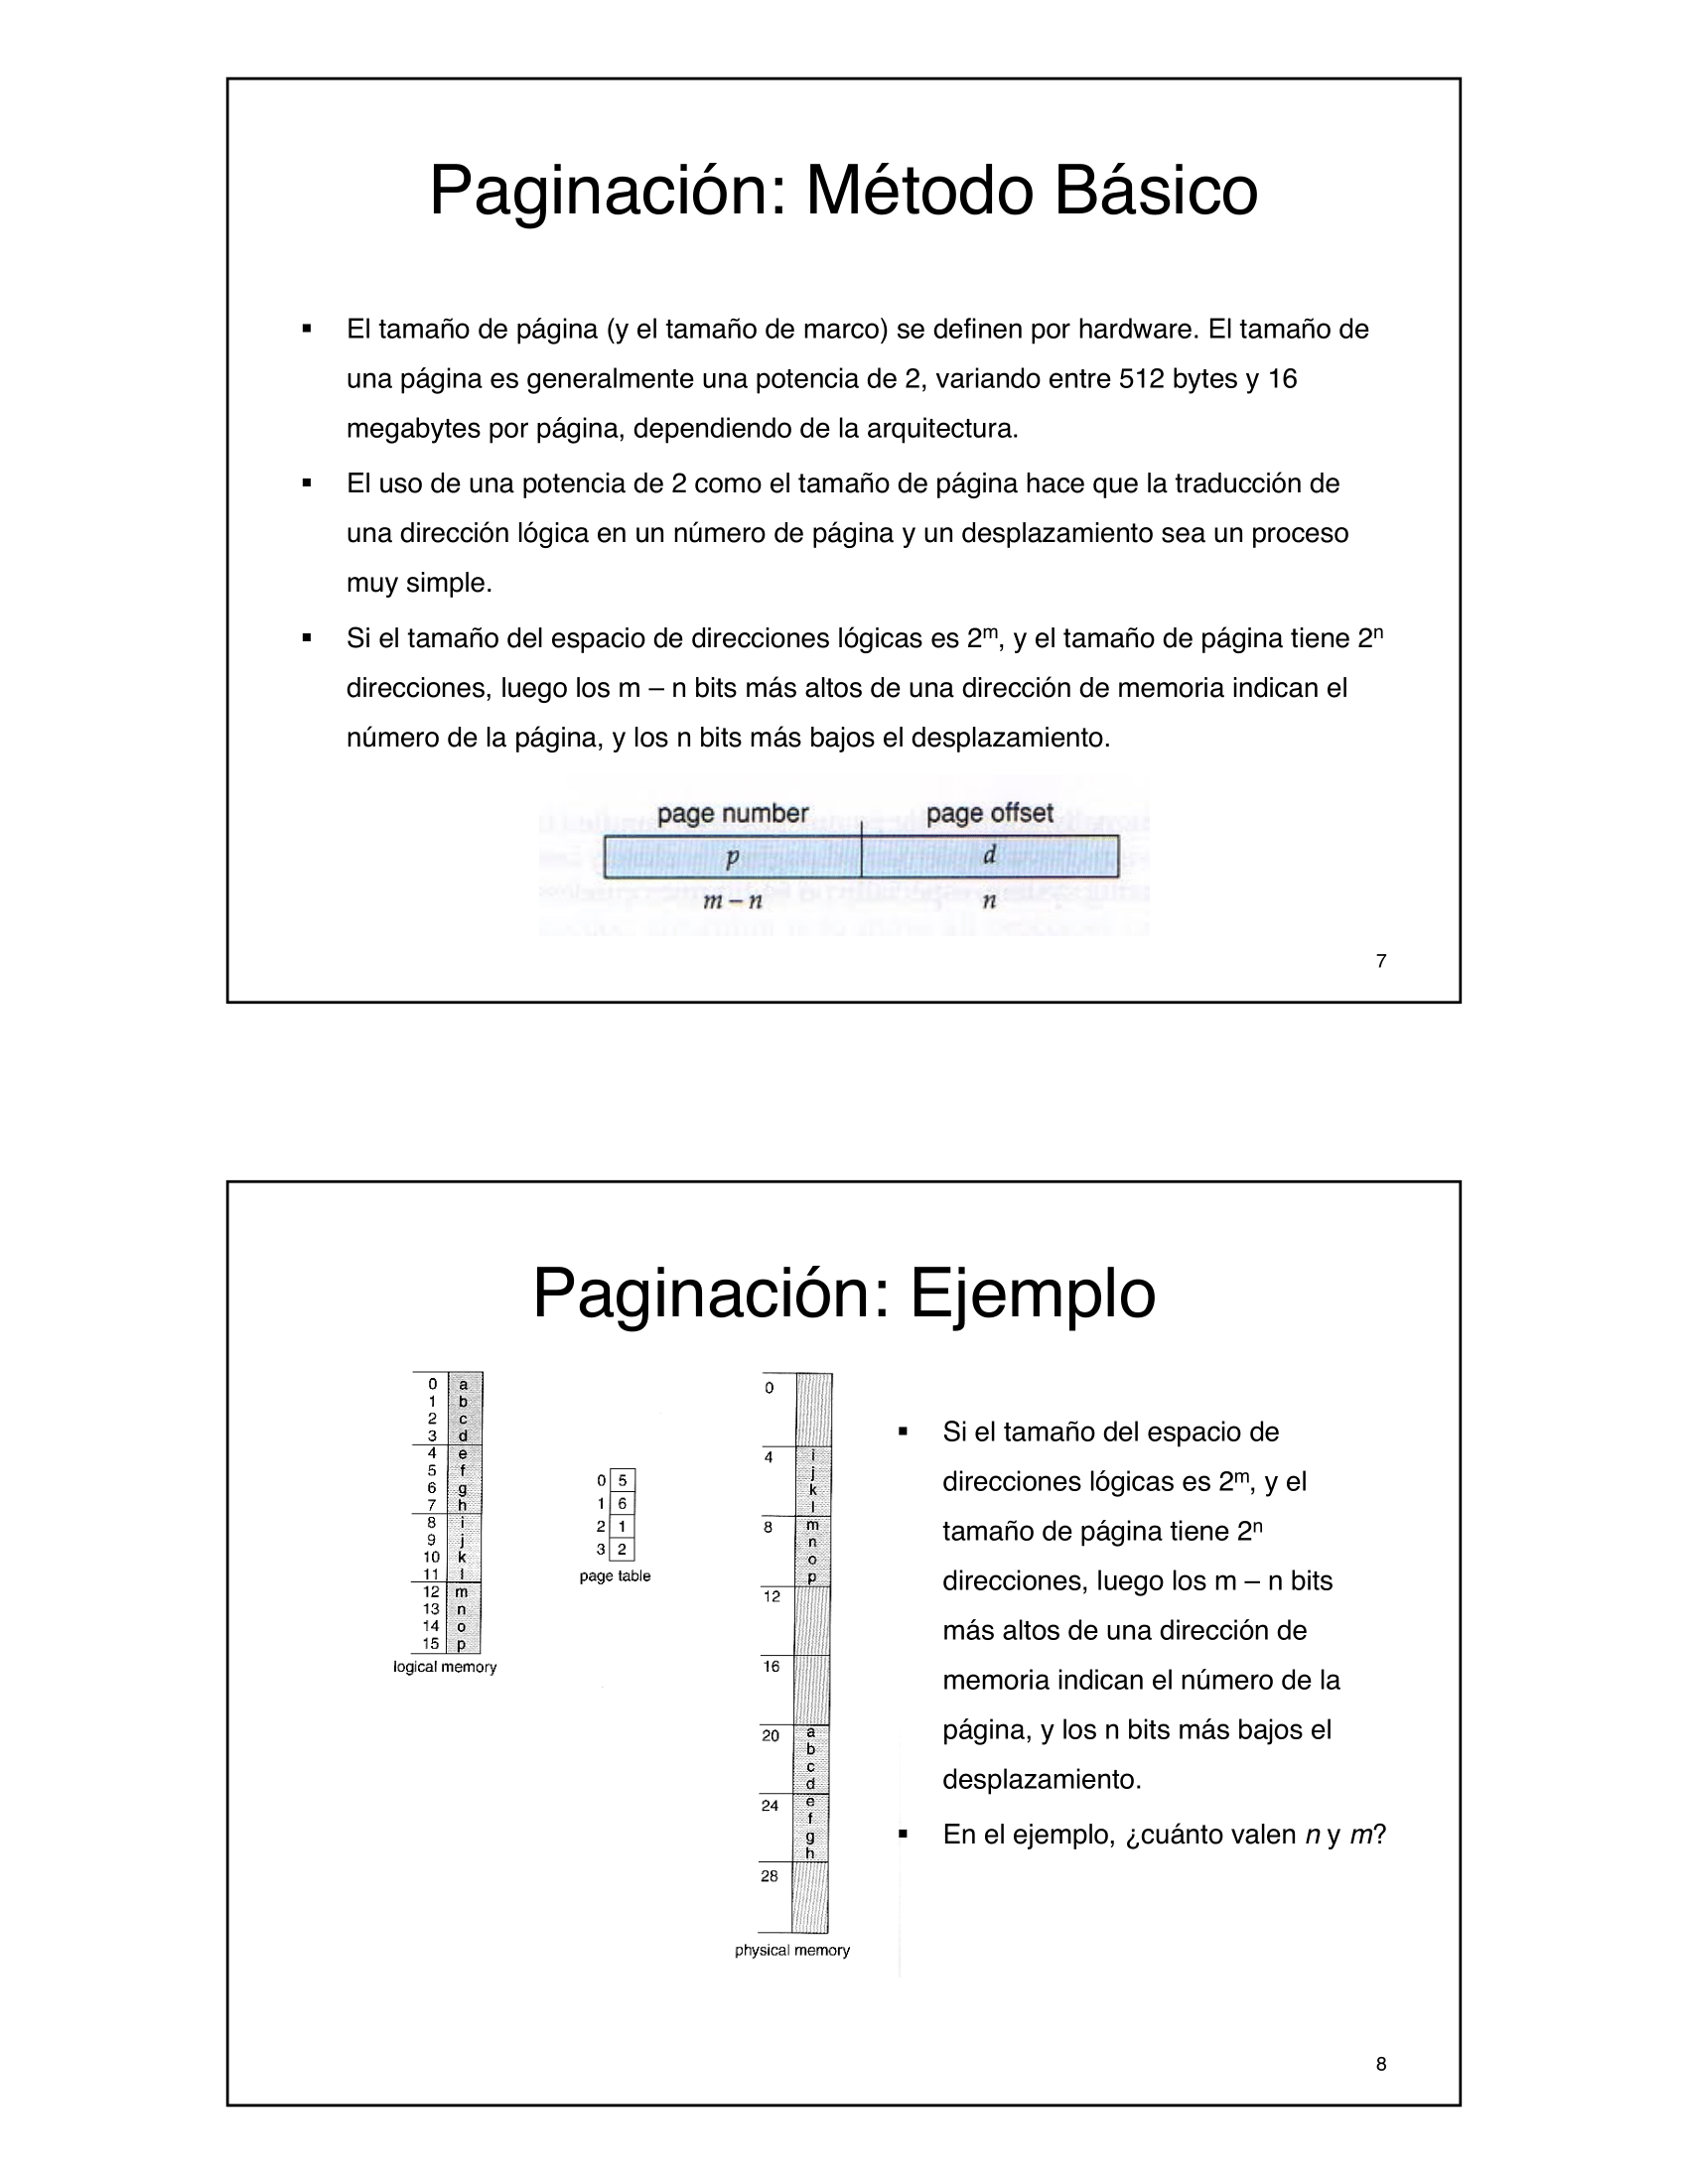 Paginación: Método Básico
▪ El tamaño de página (y el tamaño de marco) se definen por hardware. El tamaño de
una página es generalmente una potencia de 2, variando entre 512 bytes y 16
megabytes por página, dependiendo de la arquitectura.
▪ El uso de una potencia de 2 como el tamaño de página hace que la traducción de
una dirección lógica en un número de página y un desplazamiento sea un proceso
muy simple.
▪ Si el tamaño del espacio de direcciones lógicas es 2ᵐ, y el tamaño de página tiene 2ⁿ
direcciones, luego los m – n bits más altos de una dirección de memoria indican el
número de la página, y los n bits más bajos el desplazamiento.
page number page offset
p d
m – n n
7
Paginación: Ejemplo
0 a
1 b
2 c
3 d
4 e
5 f
6 g
7 h
8 i
9 j
10 k
11 l
12 m
13 n
14 o
15 p
logical memory
0 5
1 6
2 1
3 2
page table
0
4 i
j
k
l
8 m
n
o
p
12
16
20 a
b
c
d
24 e
f
g
h
28
physical memory
▪ Si el tamaño del espacio de
direcciones lógicas es 2ᵐ, y el
tamaño de página tiene 2ⁿ
direcciones, luego los m – n bits
más altos de una dirección de
memoria indican el número de la
página, y los n bits más bajos el
desplazamiento.
▪ En el ejemplo, ¿cuánto valen n y m?
8